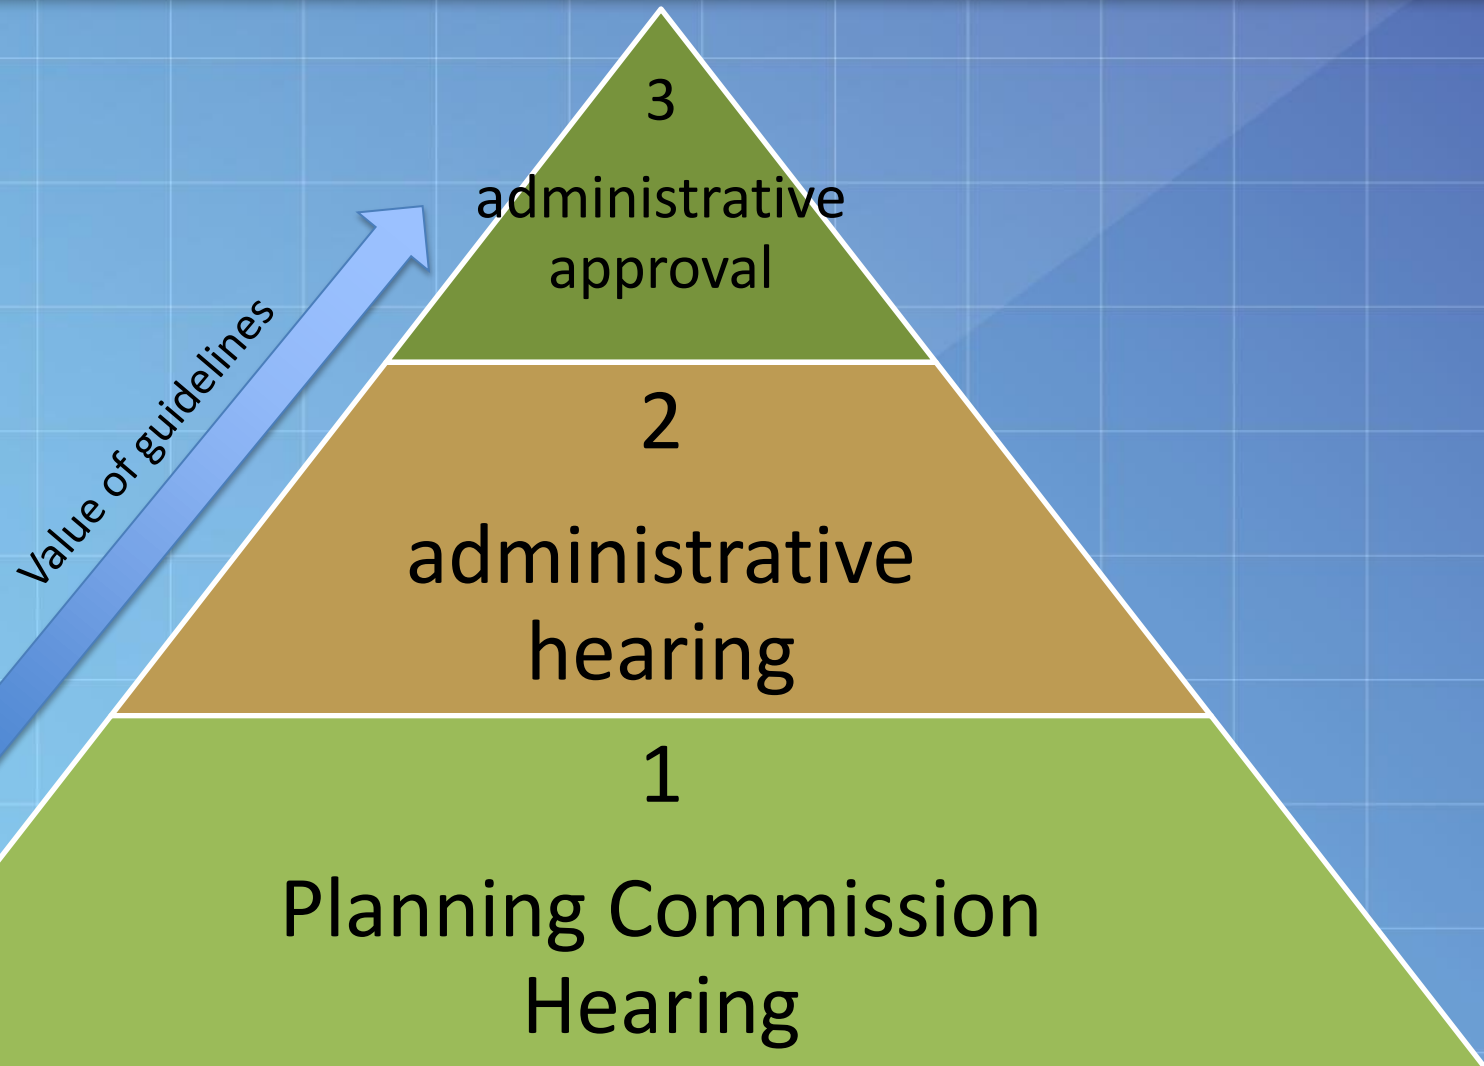 3
administrative
approval
Value of guidelines
2
administrative
hearing
1
Planning Commission
Hearing